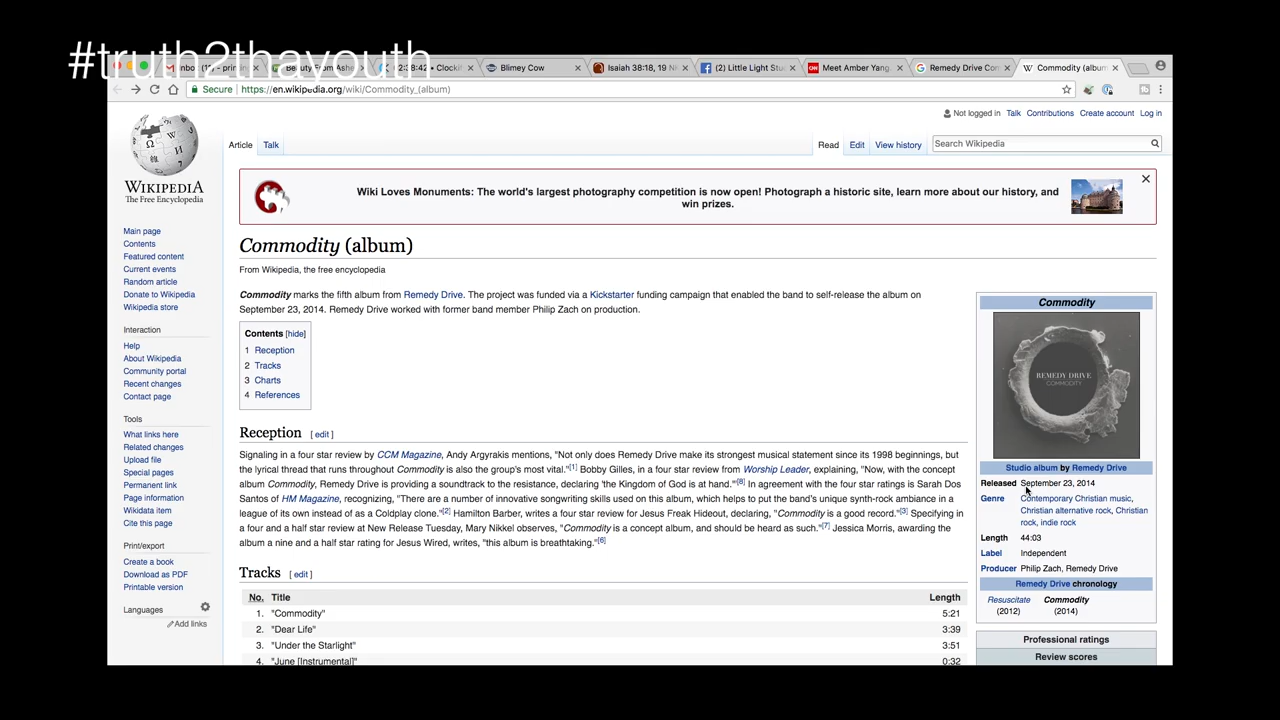 #truth2thayouth
Blimey Cow
Isaiah 38:18, 19 N
(2) Little Light Stu
Meet Amber Yang
Remedy Drive Co
W Commodity (albu
Secure https://en.wikipedia.org/wiki/Commodity_(album)
Not logged in Talk Contributions Create account Log in
Article Talk Read Edit View history Search Wikipedia
WIKIPEDIA
The Free Encyclopedia
Wiki Loves Monuments: The world's largest photography competition is now open! Photograph a historic site, learn more about our history, and
win prizes.
Main page
Contents
Featured content
Current events
Random article
Donate to Wikipedia
Wikipedia store
Interaction
Help
About Wikipedia
Community portal
Recent changes
Contact page
Tools
What links here
Related changes
Upload file
Special pages
Permanent link
Page information
Wikidata item
Cite this page
Print/export
Create a book
Download as PDF
Printable version
Languages
Add links
Commodity (album)
From Wikipedia, the free encyclopedia
Commodity marks the fifth album from Remedy Drive. The project was funded via a Kickstarter funding campaign that enabled the band to self-release the album on
September 23, 2014. Remedy Drive worked with former band member Philip Zach on production.
Contents [hide]
1 Reception
2 Tracks
3 Charts
4 References
Reception [ edit ]
Signaling in a four star review by CCM Magazine, Andy Argyrakis mentions, "Not only does Remedy Drive make its strongest musical statement since its 1998 beginnings, but
the lyrical thread that runs throughout Commodity is also the group's most vital."[1] Bobby Gilles, in a four star review from Worship Leader, explaining, "Now, with the concept
album Commodity, Remedy Drive is providing a soundtrack to the resistance, declaring 'the Kingdom of God is at hand.'"[8] In agreement with the four star ratings is Sarah Dos
Santos of HM Magazine, recognizing, "There are a number of innovative songwriting skills used on this album, which helps to put the band's unique synth-rock ambiance in a
league of its own instead of as a Coldplay clone."[2] Hamilton Barber, writes a four star review for Jesus Freak Hideout, declaring, "Commodity is a good record."[3] Specifying in
a four and a half star review at New Release Tuesday, Mary Nikkel observes, "Commodity is a concept album, and should be heard as such."[7] Jessica Morris, awarding the
album a nine and a half star rating for Jesus Wired, writes, "this album is breathtaking."[6]
Tracks [ edit ]
No. Title Length
1. "Commodity" 5:21
2. "Dear Life" 3:39
3. "Under the Starlight" 3:51
4. "June [Instrumental]" 0:32
Commodity
REMEDY DRIVE
COMMODITY
Studio album by Remedy Drive
Released September 23, 2014
Genre Contemporary Christian music,
Christian alternative rock, Christian
rock, indie rock
Length 44:03
Label Independent
Producer Philip Zach, Remedy Drive
Remedy Drive chronology
Resuscitate Commodity
(2012) (2014)
Professional ratings
Review scores